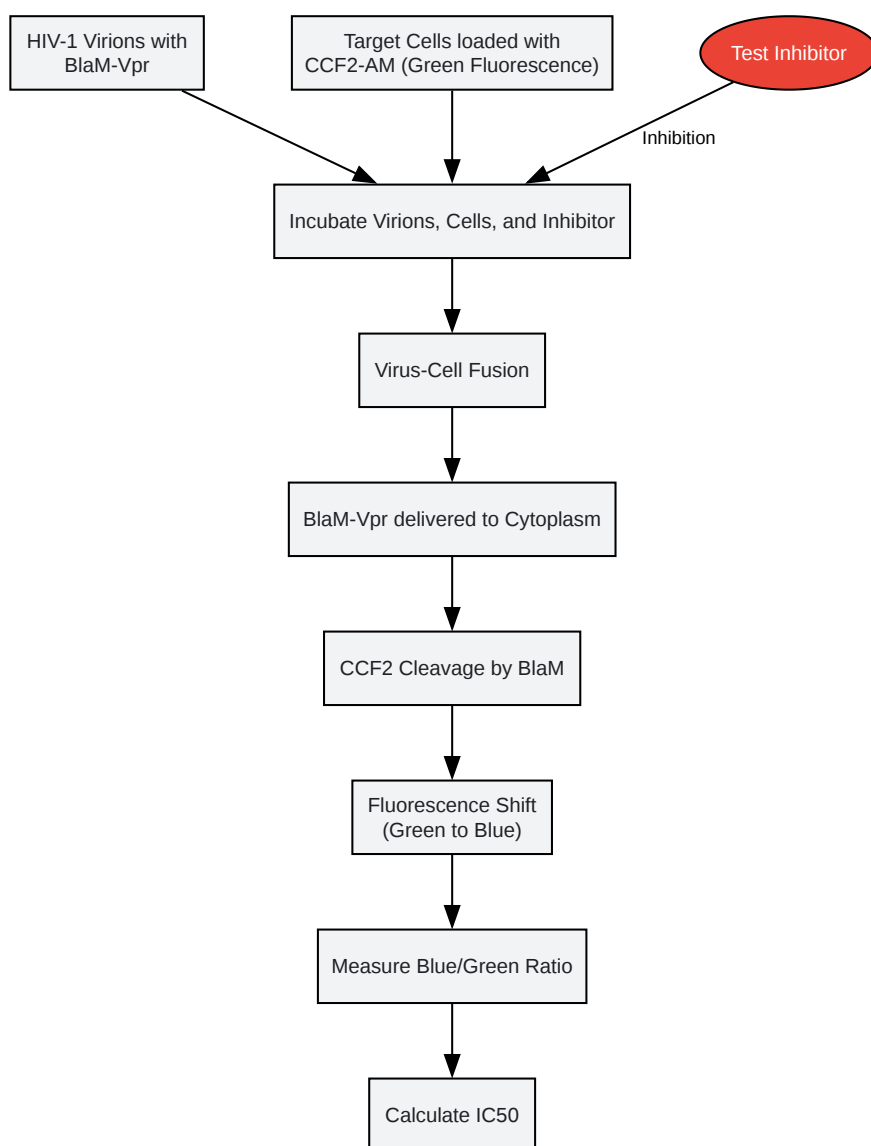 HIV-1 Virions with
BlaM-Vpr
Target Cells loaded with
CCF2-AM (Green Fluorescence)
Test Inhibitor
Inhibition
Incubate Virions, Cells, and Inhibitor
Virus-Cell Fusion
BlaM-Vpr delivered to Cytoplasm
CCF2 Cleavage by BlaM
Fluorescence Shift
(Green to Blue)
Measure Blue/Green Ratio
Calculate IC50